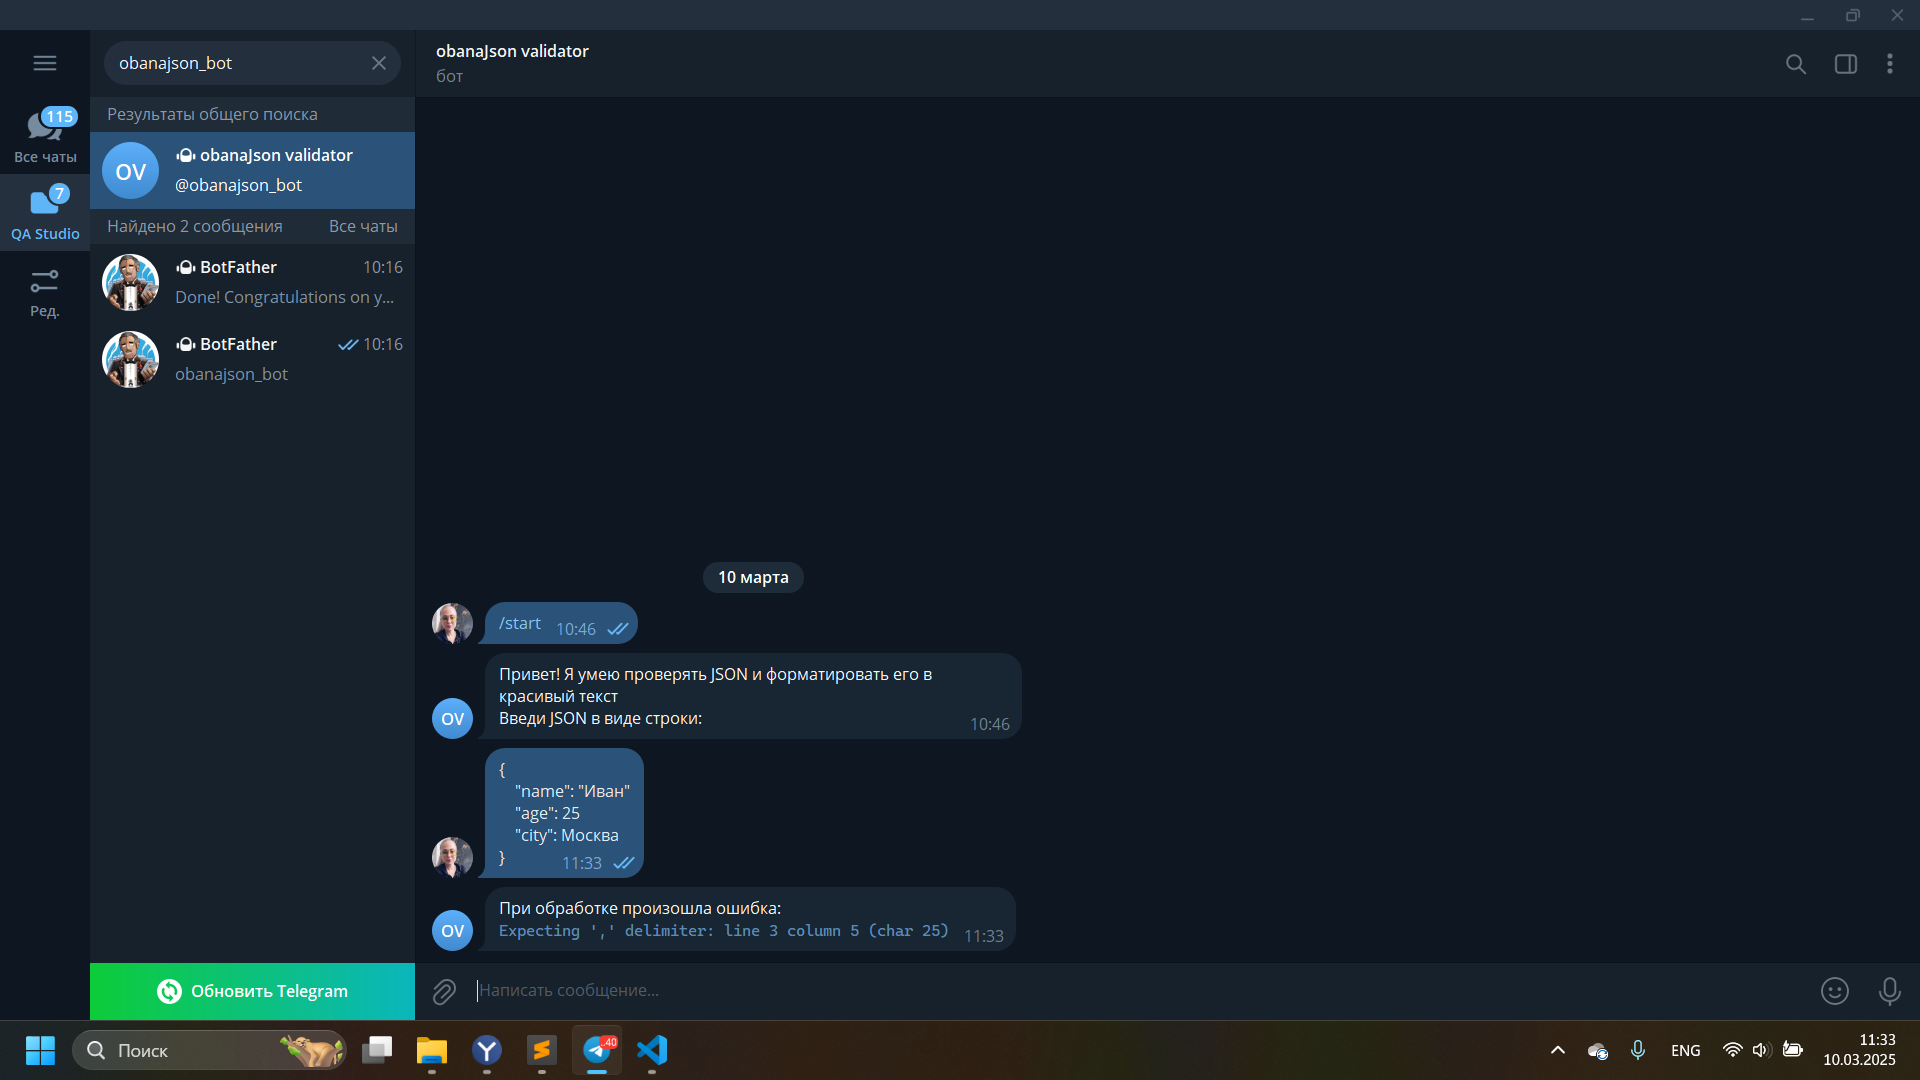 obanajson_bot
Результаты общего поиска
115
Все чаты
7
QA Studio
Ред.
OV
obanaJson validator
@obanajson_bot
Найдено 2 сообщения
Все чаты
BotFather
10:16
Done! Congratulations on y...
BotFather
10:16
obanajson_bot
Обновить Telegram
obanaJson validator
бот
10 марта
/start
10:46
Привет! Я умею проверять JSON и форматировать его в
красивый текст
Введи JSON в виде строки:
10:46
OV
{
"name": "Иван"
"age": 25
"city": Москва
}
11:33
При обработке произошла ошибка:
Expecting ',' delimiter: line 3 column 5 (char 25)
11:33
OV
Написать сообщение...
Поиск
..40
ENG
11:33
10.03.2025